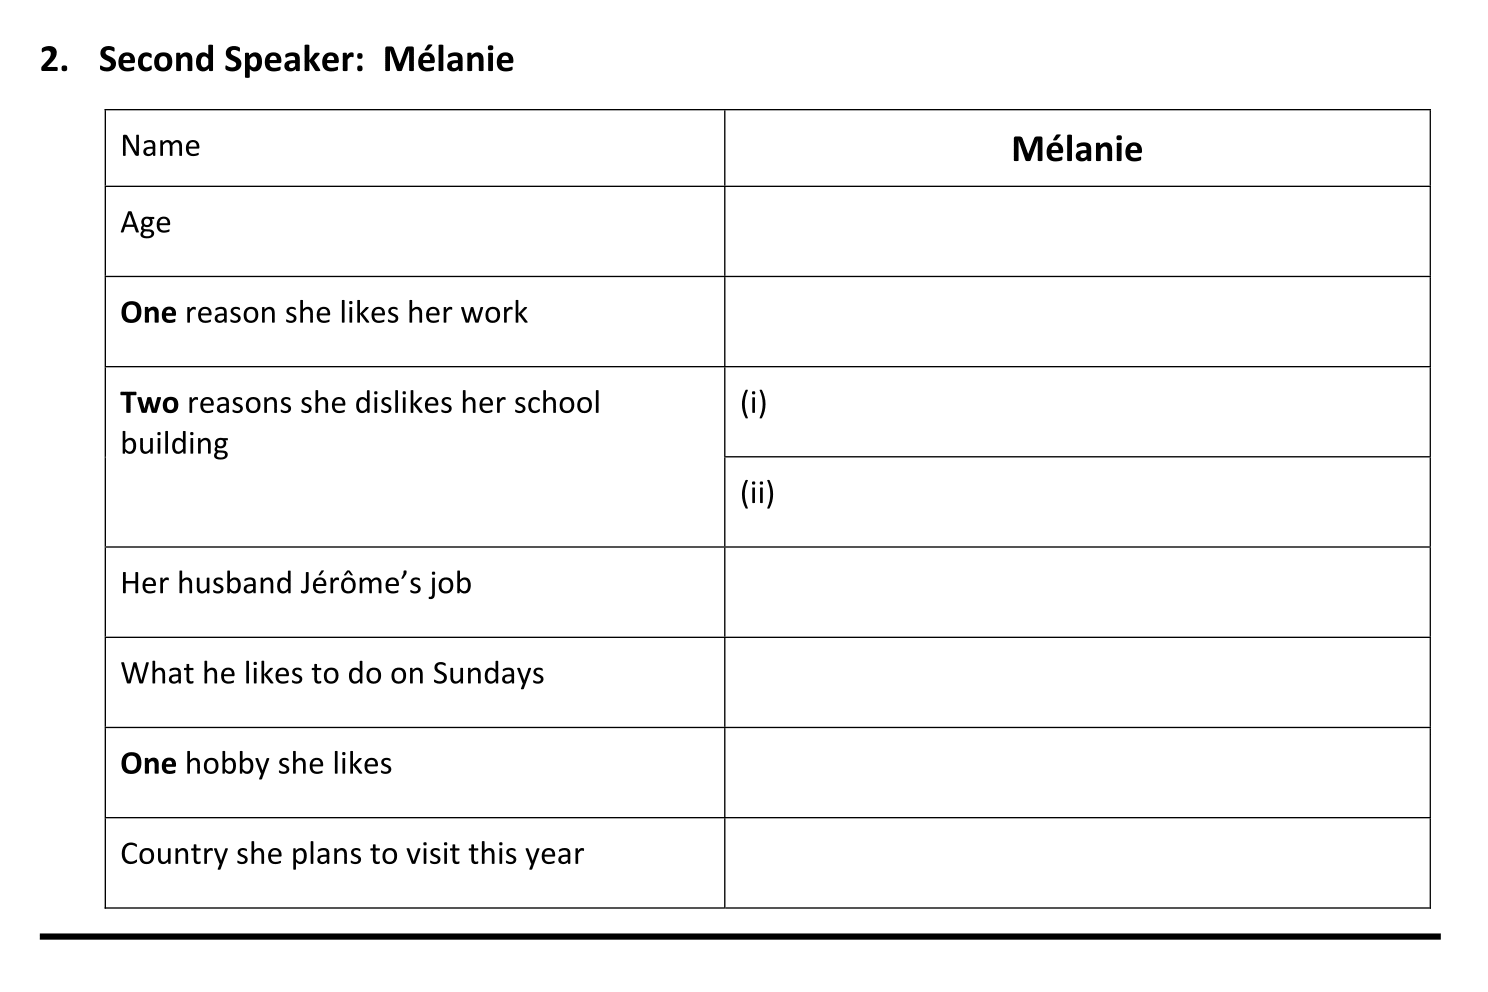 2. Second Speaker: Mélanie
Name
Mélanie
Age
One reason she likes her work
Two reasons she dislikes her school
building
(i)
(ii)
Her husband Jérôme’s job
What he likes to do on Sundays
One hobby she likes
Country she plans to visit this year